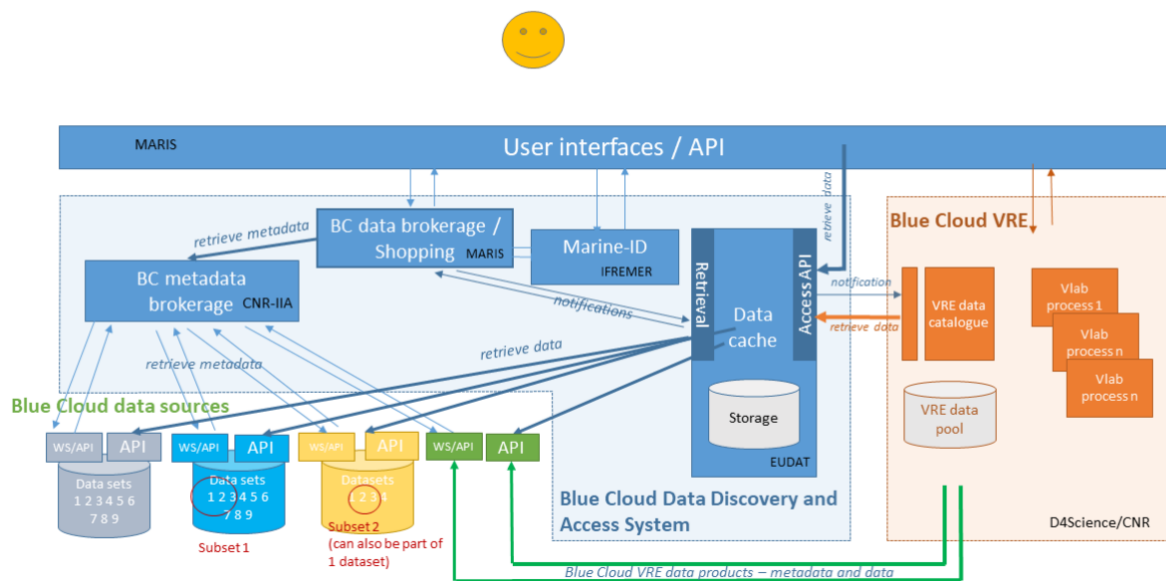 MARIS
User interfaces / API
retrieve data
Blue Cloud VRE
BC data brokerage /
Shopping
MARIS
retrieve metadata
Marine-ID
IFREMER
BC metadata
brokerage
CNR-IIA
notifications
Retrieval
Data
cache
Access API
notification
retrieve data
VRE data
catalogue
Vlab
process 1
Vlab
process n
Vlab
process n
retrieve metadata
retrieve data
Storage
EUDAT
VRE data
pool
Blue Cloud data sources
WS/API
API
WS/API
API
WS/API
API
WS/API
API
Data sets
1 2 3 4 5 6
7 8 9
Data sets
1 2 3 4 5 6
7 8 9
Datasets
1 2 3 4
Subset 1
Subset 2
(can also be part of
1 dataset)
Blue Cloud Data Discovery and
Access System
D4Science/CNR
Blue Cloud VRE data products – metadata and data